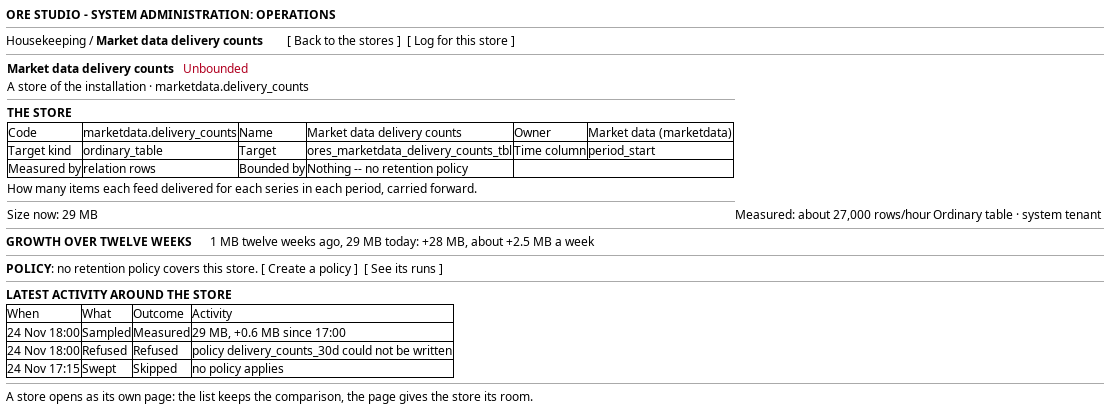 ORE STUDIO - SYSTEM ADMINISTRATION: OPERATIONS
Housekeeping / Market data delivery counts [ Back to the stores ] [ Log for this store ]
Market data delivery counts Unbounded
A store of the installation · marketdata.delivery_counts
THE STORE
Code marketdata.delivery_counts Name Market data delivery counts Owner Market data (marketdata)
Target kind ordinary_table Target ores_marketdata_delivery_counts_tbl Time column period_start
Measured by relation rows Bounded by Nothing -- no retention policy
How many items each feed delivered for each series in each period, carried forward.
Size now: 29 MB Measured: about 27,000 rows/hour Ordinary table · system tenant
GROWTH OVER TWELVE WEEKS 1 MB twelve weeks ago, 29 MB today: +28 MB, about +2.5 MB a week
POLICY: no retention policy covers this store. [ Create a policy ] [ See its runs ]
LATEST ACTIVITY AROUND THE STORE
When What Outcome Activity
24 Nov 18:00 Sampled Measured 29 MB, +0.6 MB since 17:00
24 Nov 18:00 Refused Refused policy delivery_counts_30d could not be written
24 Nov 17:15 Swept Skipped no policy applies
A store opens as its own page: the list keeps the comparison, the page gives the store its room.